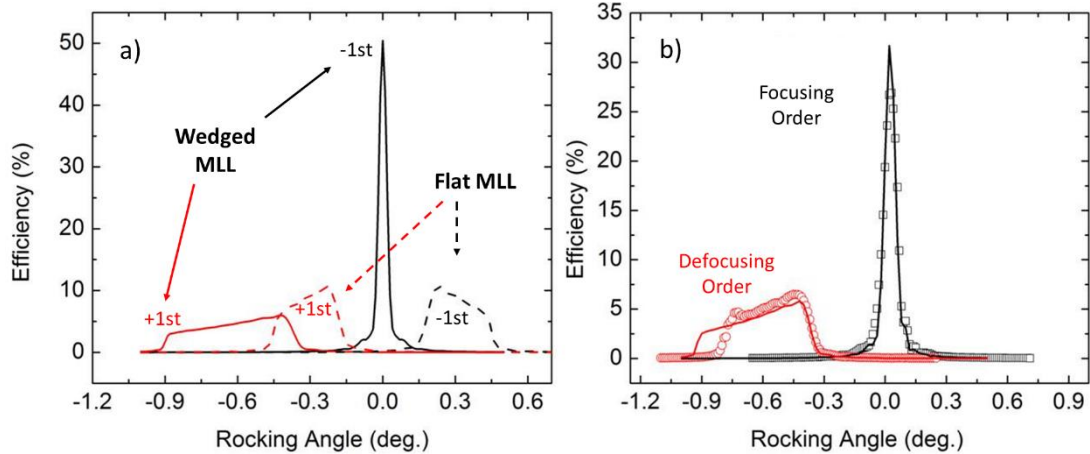 a)
-1st
Wedged
MLL
Flat MLL
+1st
+1st
-1st
50
40
30
20
10
0
Efficiency (%)
-1.2 -0.9 -0.6 -0.3 0.0 0.3 0.6
Rocking Angle (deg.)
b)
Focusing
Order
Defocusing
Order
35
30
25
20
15
10
5
0
Efficiency (%)
-1.2 -0.9 -0.6 -0.3 0.0 0.3 0.6 0.9
Rocking Angle (deg.)